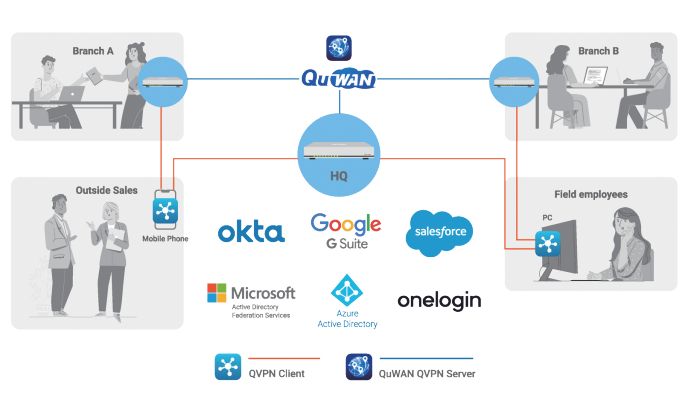 Branch A
QuWAN
Branch B
HQ
Outside Sales
Mobile Phone
Field employees
PC
okta
Google
G Suite
salesforce
Microsoft
Active Directory
Federation Services
Azure
Active Directory
onelogin
QVPN Client
QuWAN QVPN Server